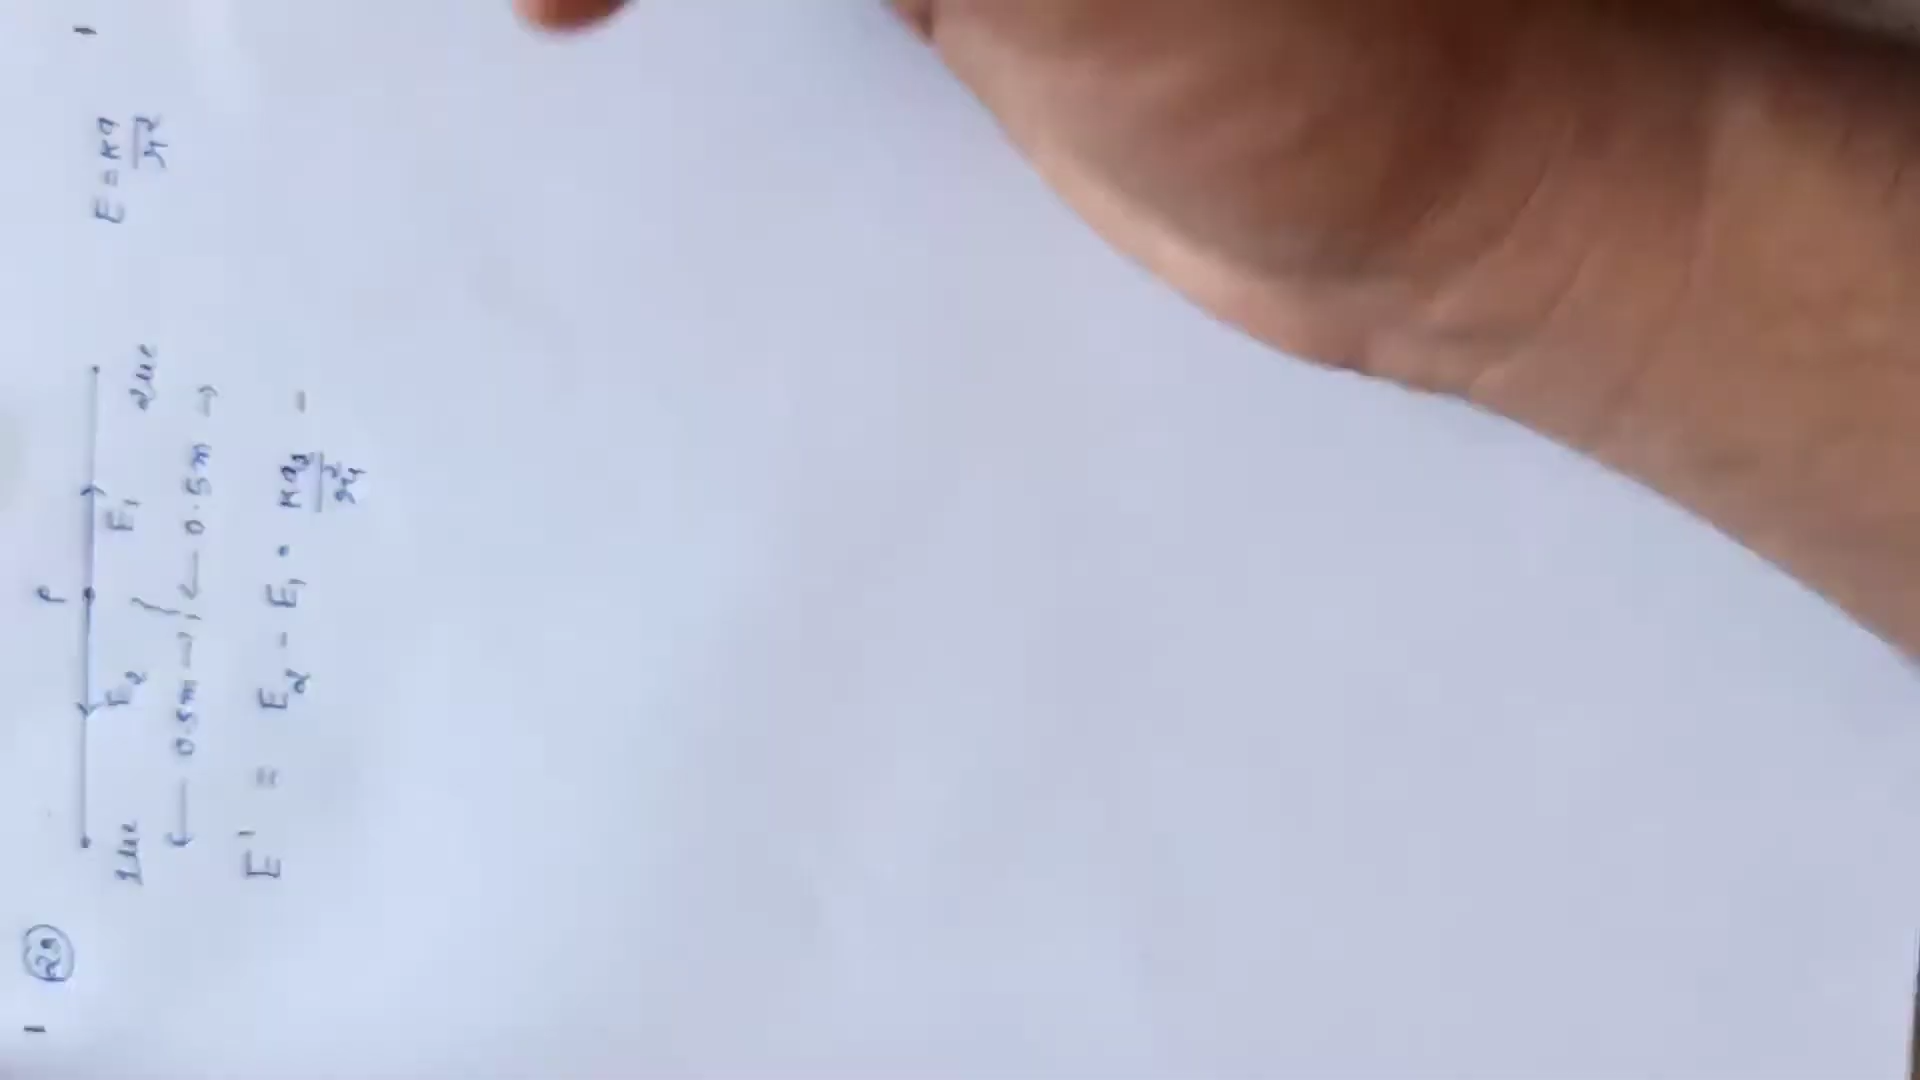 29
P
E = Kq / r²
E₂ E₁
1μc 2μc
← 0.5m → ← 0.5m →
E' = E₂ - E₁ = Kq₂ / r₁² -